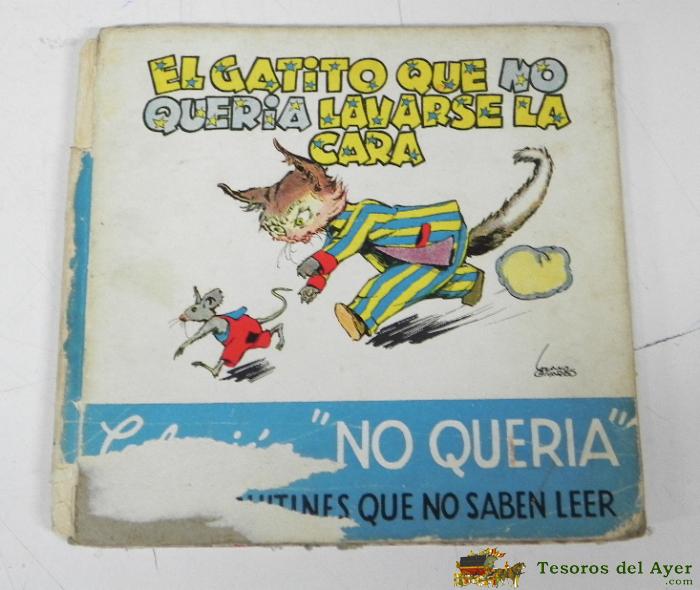 EL GATITO QUE NO
QUERIA LAVARSE LA
CARA
"NO QUERIA"
QUE NO SABEN LEER
Tesoros del Ayer
.com